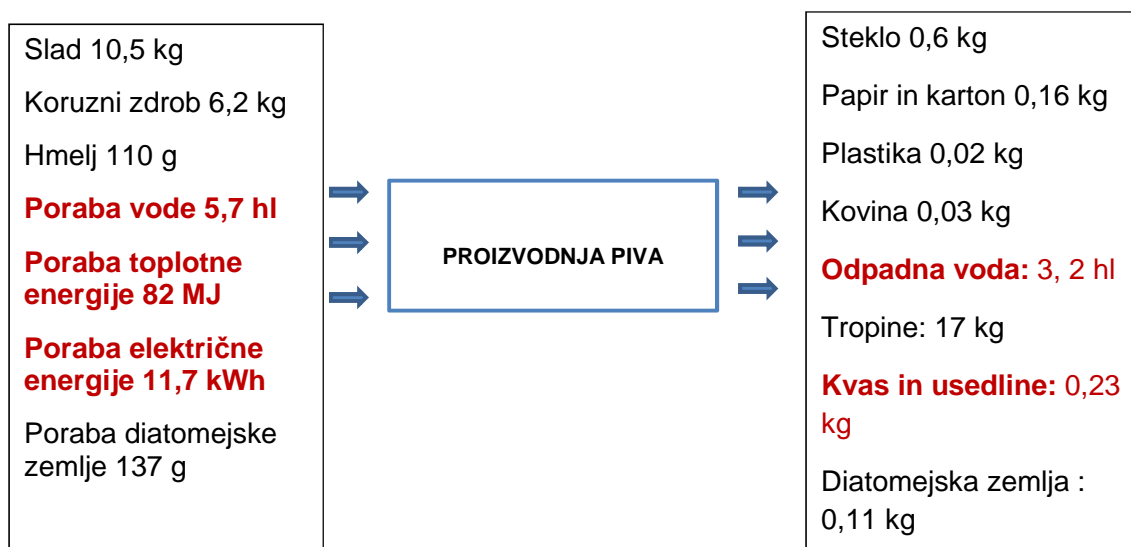 Slad 10,5 kg
Koruzni zdrob 6,2 kg
Hmelj 110 g
Poraba vode 5,7 hl
Poraba toplotne
energije 82 MJ
Poraba električne
energije 11,7 kWh
Poraba diatomejske
zemlje 137 g
PROIZVODNJA PIVA
Steklo 0,6 kg
Papir in karton 0,16 kg
Plastika 0,02 kg
Kovina 0,03 kg
Odpadna voda: 3, 2 hl
Tropine: 17 kg
Kvas in usedline: 0,23
kg
Diatomejska zemlja :
0,11 kg